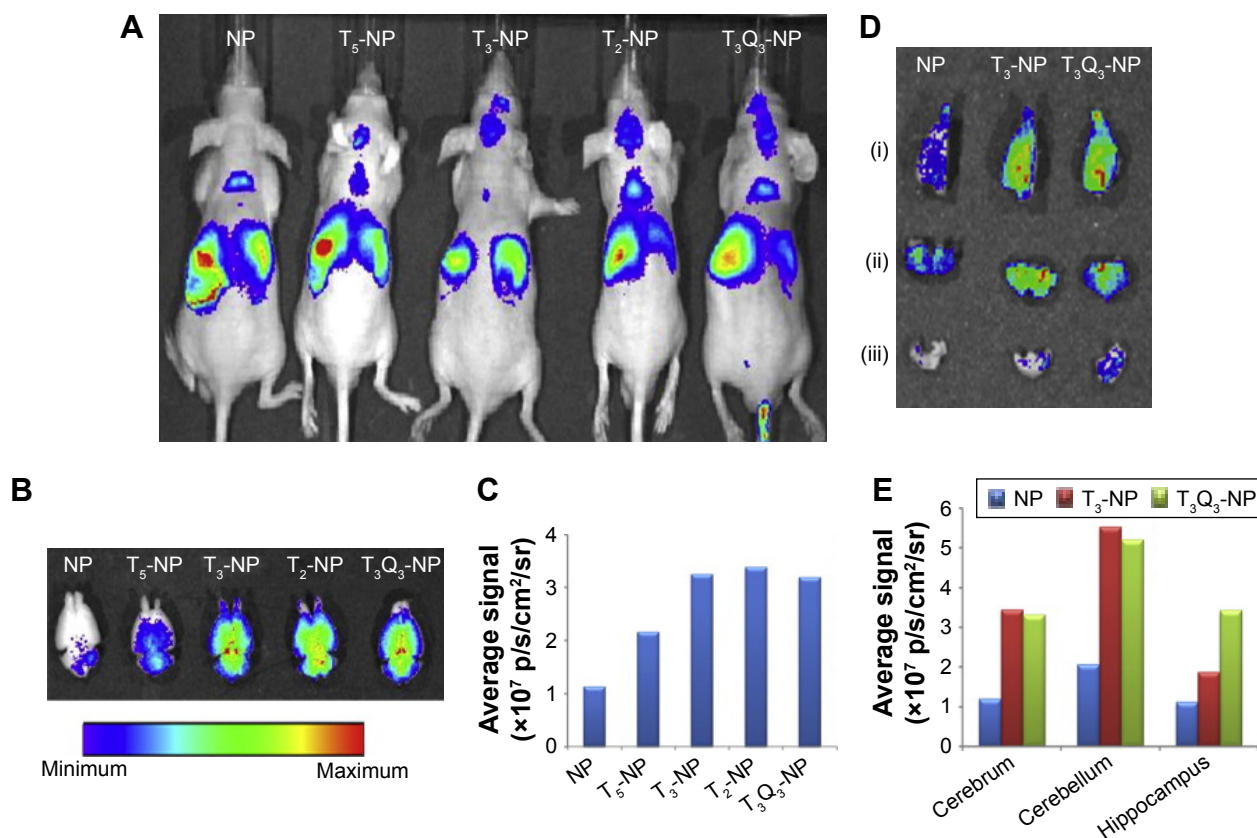 A
NP
T₅-NP
T₃-NP
T₂-NP
T₃Q₃-NP
D
NP
T₃-NP
T₃Q₃-NP
(i)
(ii)
(iii)
B
NP
T₅-NP
T₃-NP
T₂-NP
T₃Q₃-NP
Minimum
Maximum
C
Average signal
(×10⁷ p/s/cm²/sr)
4
3
2
1
0
NP
T₅-NP
T₃-NP
T₂-NP
T₃Q₃-NP
E
NP
T₃-NP
T₃Q₃-NP
Average signal
(×10⁷ p/s/cm²/sr)
6
5
4
3
2
1
0
Cerebrum
Cerebellum
Hippocampus